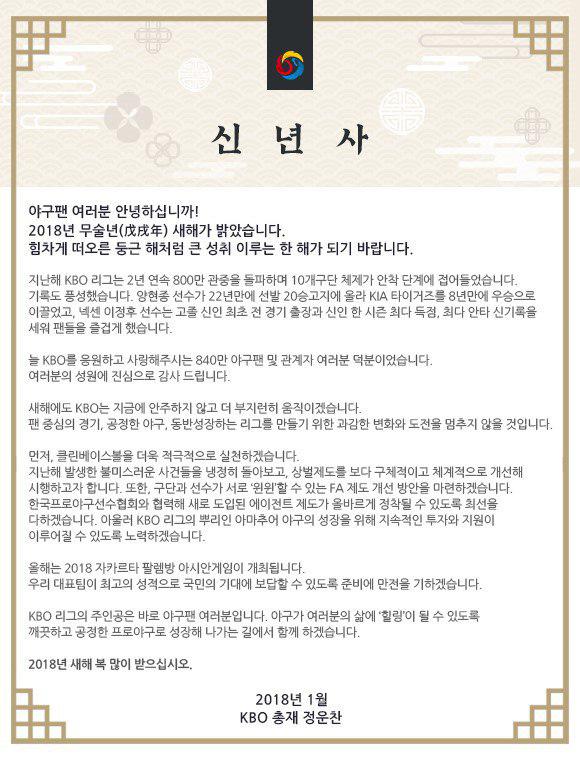 신년사
야구팬 여러분 안녕하십니까!
2018년 무술년(戊戌年) 새해가 밝았습니다.
힘차게 떠오른 둥근 해처럼 큰 성취 이루는 한 해가 되기 바랍니다.
지난해 KBO 리그는 2년 연속 800만 관중을 돌파하며 10개구단 체제가 안착 단계에 접어들었습니다.
기록도 풍성했습니다. 양현종 선수가 22년만에 선발 20승고지에 올라 KIA 타이거즈를 8년만에 우승으로
이끌었고, 넥센 이정후 선수는 고졸 신인 최초 전 경기 출장과 신인 한 시즌 최다 득점, 최다 안타 신기록을
세워 팬들을 즐겁게 했습니다.
늘 KBO를 응원하고 사랑해주시는 840만 야구팬 및 관계자 여러분 덕분이었습니다.
여러분의 성원에 진심으로 감사 드립니다.
새해에도 KBO는 지금에 안주하지 않고 더 부지런히 움직이겠습니다.
팬 중심의 경기, 공정한 야구, 동반성장하는 리그를 만들기 위한 과감한 변화와 도전을 멈추지 않을 것입니다.
먼저, 클린베이스볼을 더욱 적극적으로 실천하겠습니다.
지난해 발생한 불미스러운 사건들을 냉정히 돌아보고, 상벌제도를 보다 구체적이고 체계적으로 개선해
시행하고자 합니다. 또한, 구단과 선수가 서로 ‘윈윈’할 수 있는 FA 제도 개선 방안을 마련하겠습니다.
한국프로야구선수협회와 협력해 새로 도입된 에이전트 제도가 올바르게 정착될 수 있도록 최선을
다하겠습니다. 아울러 KBO 리그의 뿌리인 아마추어 야구의 성장을 위해 지속적인 투자와 지원이
이루어질 수 있도록 노력하겠습니다.
올해는 2018 자카르타 팔렘방 아시안게임이 개최됩니다.
우리 대표팀이 최고의 성적으로 국민의 기대에 보답할 수 있도록 준비에 만전을 기하겠습니다.
KBO 리그의 주인공은 바로 야구팬 여러분입니다. 야구가 여러분의 삶에 ‘힐링’이 될 수 있도록
깨끗하고 공정한 프로야구로 성장해 나가는 길에서 함께 하겠습니다.
2018년 새해 복 많이 받으십시오.
2018년 1월
KBO 총재 정운찬